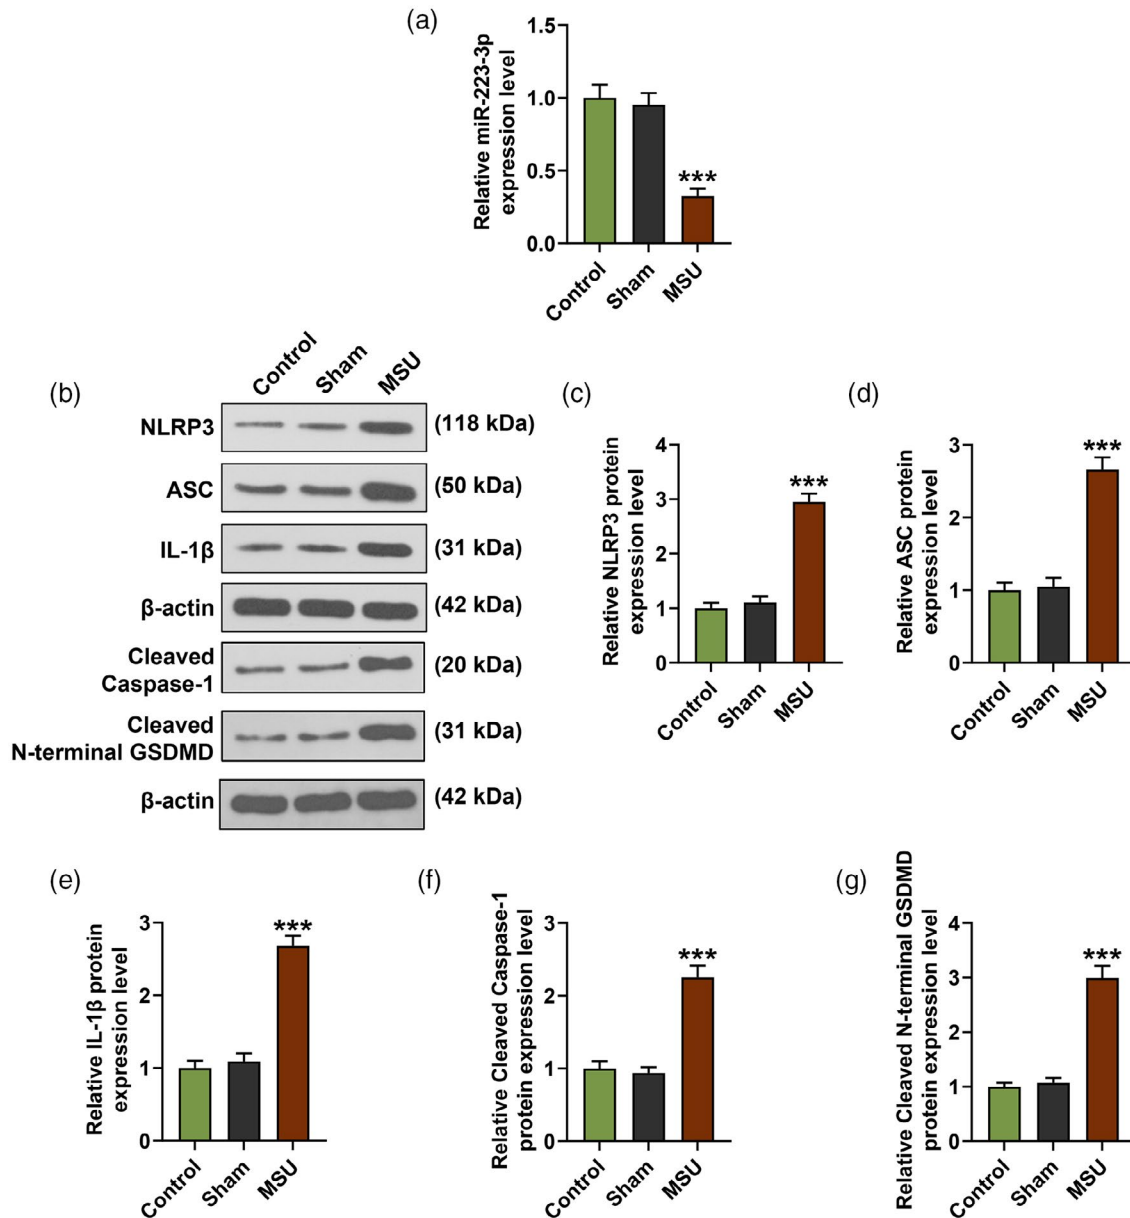 (a)
Relative miR-223-3p
expression level
1.5
1.0
0.5
0.0
***
Control
Sham
MSU
(b)
Control
Sham
MSU
NLRP3
(118 kDa)
ASC
(50 kDa)
IL-1β
(31 kDa)
β-actin
(42 kDa)
Cleaved
Caspase-1
(20 kDa)
Cleaved
N-terminal GSDMD
(31 kDa)
β-actin
(42 kDa)
(c)
Relative NLRP3 protein
expression level
4
3
2
1
0
***
Control
Sham
MSU
(d)
Relative ASC protein
expression level
3
2
1
0
***
Control
Sham
MSU
(e)
Relative IL-1β protein
expression level
3
2
1
0
***
Control
Sham
MSU
(f)
Relative Cleaved Caspase-1
protein expression level
3
2
1
0
***
Control
Sham
MSU
(g)
Relative Cleaved N-terminal GSDMD
protein expression level
4
3
2
1
0
***
Control
Sham
MSU